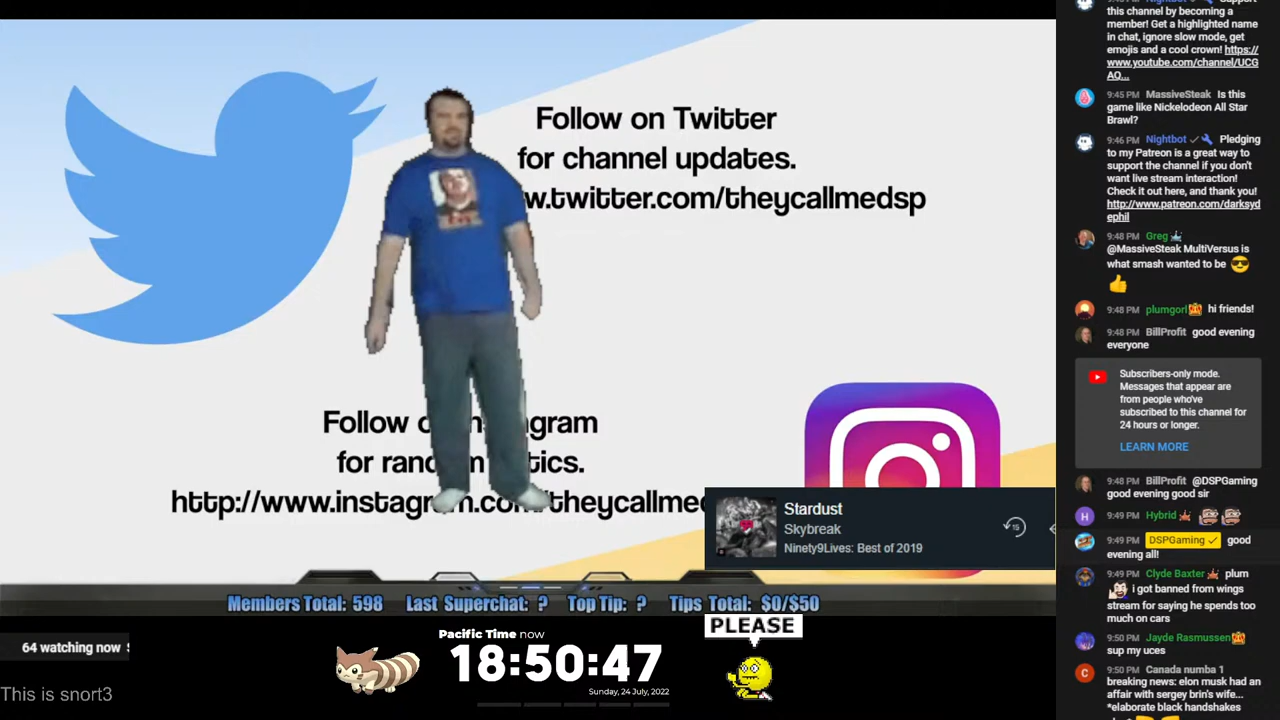 Follow on Twitter
for channel updates.
w.twitter.com/theycallmedsp
Follow o
agram
for ran
tics.
http://www.instagram.com/theycallmed
Stardust
Skybreak
Ninety9Lives: Best of 2019
15
Members Total: 598 Last Superchat: ? Top Tip: ? Tips Total: $0/$50
64 watching now
This is snort3
Pacific Time now
18:50:47
Sunday, 24 July, 2022
PLEASE
this channel by becoming a
member! Get a highlighted name
in chat, ignore slow mode, get
emojis and a cool crown! https://
www.youtube.com/channel/UCG
AQ...
9:45 PM MassiveSteak Is this
game like Nickelodeon All Star
Brawl?
9:46 PM Nightbot Pledging
to my Patreon is a great way to
support the channel if you don't
want live stream interaction!
Check it out here, and thank you!
http://www.patreon.com/darksyd
ephil
9:48 PM Greg
@MassiveSteak MultiVersus is
what smash wanted to be
9:48 PM plumgorl hi friends!
9:48 PM BillProfit good evening
everyone
Subscribers-only mode.
Messages that appear are
from people who've
subscribed to this channel for
24 hours or longer.
LEARN MORE
9:48 PM BillProfit @DSPGaming
good evening good sir
9:49 PM Hybrid
9:49 PM DSPGaming good
evening all!
9:49 PM Clyde Baxter plum
i got banned from wings
stream for saying he spends too
much on cars
9:50 PM Jayde Rasmussen
sup my uces
9:50 PM Canada numba 1
breaking news: elon musk had an
affair with sergey brin's wife...
*elaborate black handshakes